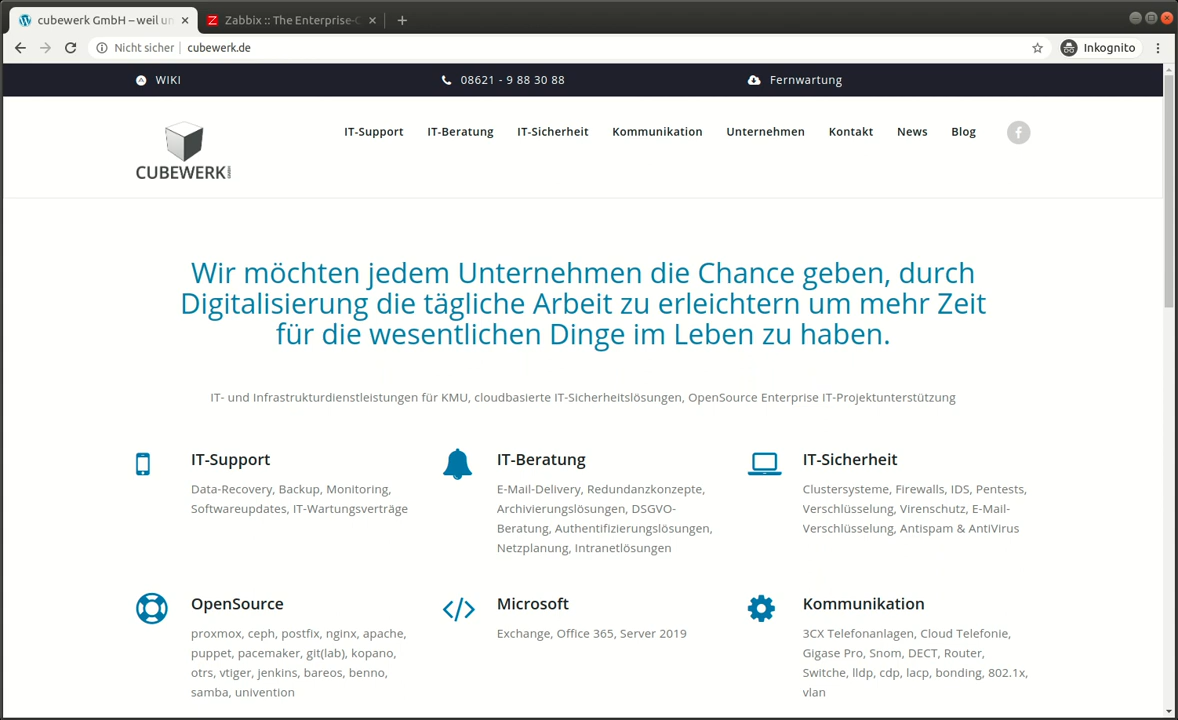 cubewerk GmbH – weil un
Zabbix :: The Enterprise-C
Nicht sicher
cubewerk.de
Inkognito
WIKI
08621 - 9 88 30 88
Fernwartung
CUBEWERK
IT-Support
IT-Beratung
IT-Sicherheit
Kommunikation
Unternehmen
Kontakt
News
Blog
Wir möchten jedem Unternehmen die Chance geben, durch
Digitalisierung die tägliche Arbeit zu erleichtern um mehr Zeit
für die wesentlichen Dinge im Leben zu haben.
IT- und Infrastrukturdienstleistungen für KMU, cloudbasierte IT-Sicherheitslösungen, OpenSource Enterprise IT-Projektunterstützung
IT-Support
Data-Recovery, Backup, Monitoring,
Softwareupdates, IT-Wartungsverträge
IT-Beratung
E-Mail-Delivery, Redundanzkonzepte,
Archivierungslösungen, DSGVO-
Beratung, Authentifizierungslösungen,
Netzplanung, Intranetlösungen
IT-Sicherheit
Clustersysteme, Firewalls, IDS, Pentests,
Verschlüsselung, Virenschutz, E-Mail-
Verschlüsselung, Antispam & AntiVirus
OpenSource
proxmox, ceph, postfix, nginx, apache,
puppet, pacemaker, git(lab), kopano,
otrs, vtiger, jenkins, bareos, benno,
samba, univention
Microsoft
Exchange, Office 365, Server 2019
Kommunikation
3CX Telefonanlagen, Cloud Telefonie,
Gigase Pro, Snom, DECT, Router,
Switche, lldp, cdp, lacp, bonding, 802.1x,
vlan